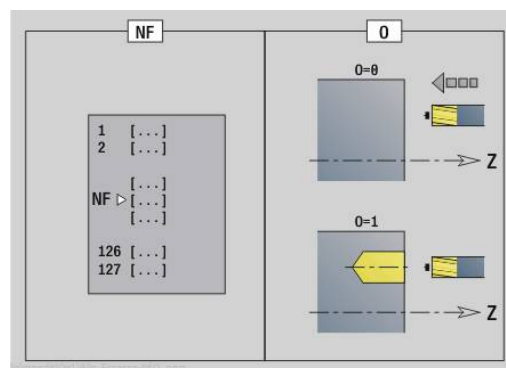 NF
1 [...]
2 [...]
[...]
NF [...]
[...]
126 [...]
127 [...]
O
O=0
Z
O=1
Z